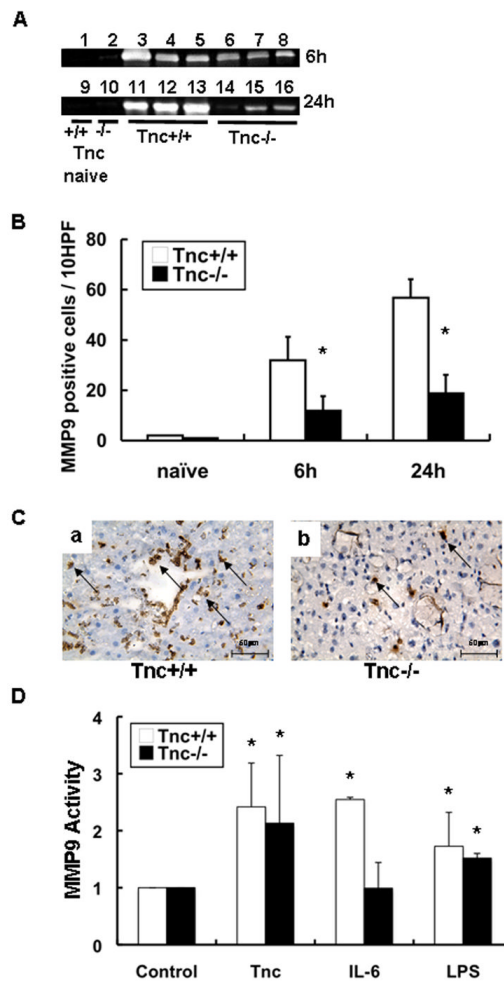 A
1 2 3 4 5 6 7 8
6h
9 10 11 12 13 14 15 16
24h
+/+ -/- Tnc+/+ Tnc-/-
Tnc
naive
B
MMP9 positive cells / 10HPF
80
60
40
20
0
Tnc+/+
Tnc-/-
*
*
naïve 6h 24h
C
a
b
60µm
60µm
Tnc+/+ Tnc-/-
D
MMP9 Activity
4
3
2
1
0
Tnc+/+
Tnc-/-
* * * * *
Control Tnc IL-6 LPS